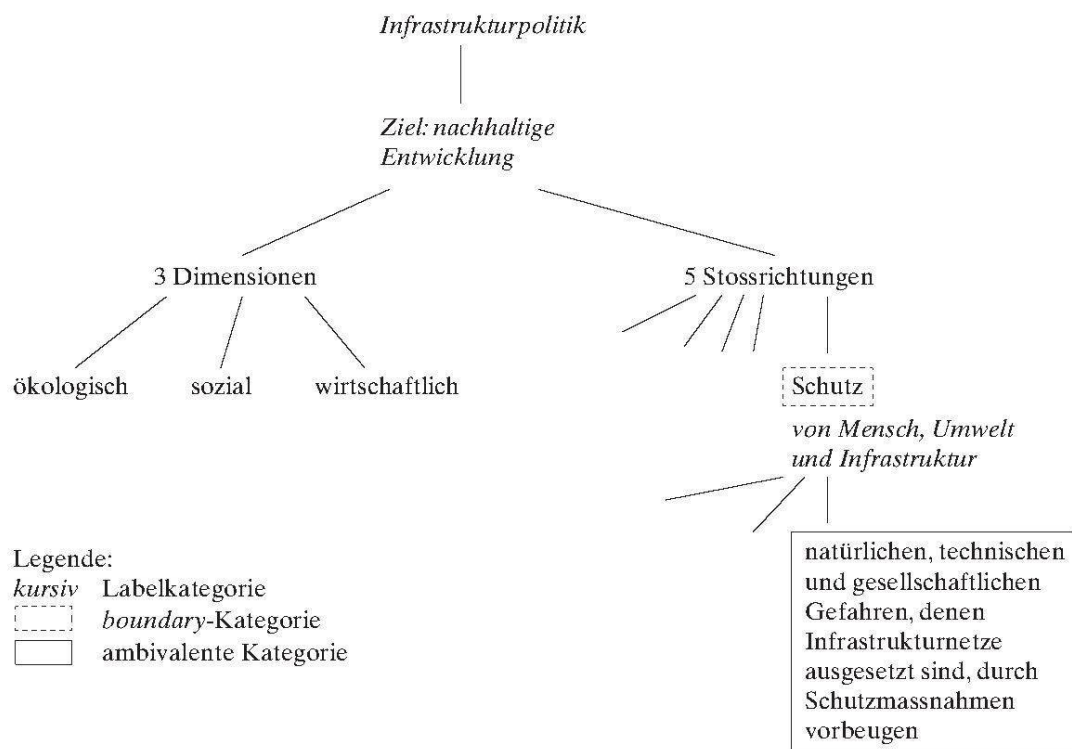 Infrastrukturpolitik
Ziel: nachhaltige
Entwicklung
3 Dimensionen
5 Stossrichtungen
ökologisch
sozial
wirtschaftlich
Schutz
von Mensch, Umwelt
und Infrastruktur
natürlichen, technischen
und gesellschaftlichen
Gefahren, denen
Infrastrukturnetze
ausgesetzt sind, durch
Schutzmassnahmen
vorbeugen
Legende:
kursiv Labelkategorie
boundary-Kategorie
ambivalente Kategorie